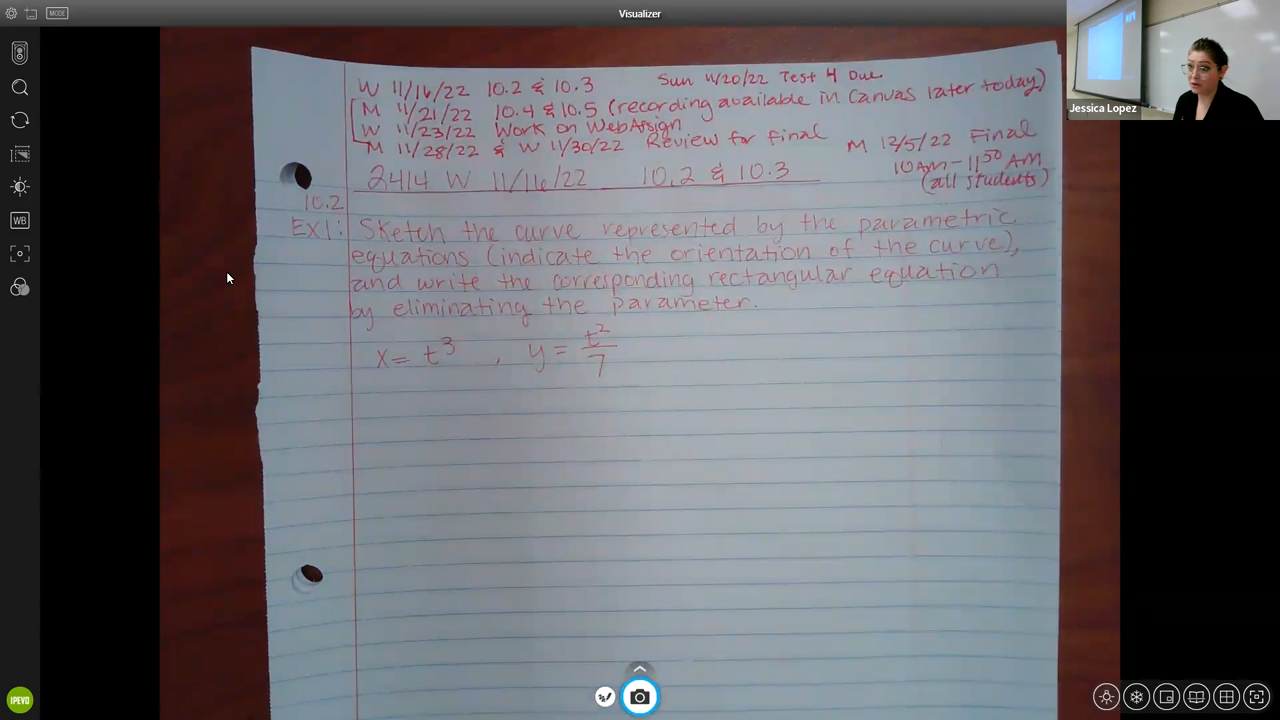 MODE
Visualizer
WB
IPEVO
Jessica Lopez
W 11/16/22 10.2 & 10.3 Sun 11/20/22 Test 4 Due
M 11/21/22 10.4 & 10.5 (recording available in Canvas later today)
W 11/23/22 Work on WebAssign
M 11/28/22 & W 11/30/22 Review for final
M 12/5/22 Final
10 AM - 11:50 AM
(all students)
2414 W 11/16/22 10.2 & 10.3
10.2
EX1: Sketch the curve represented by the parametric
equations (indicate the orientation of the curve),
and write the corresponding rectangular equation
by eliminating the parameter.
x = t³ , y = t²/7